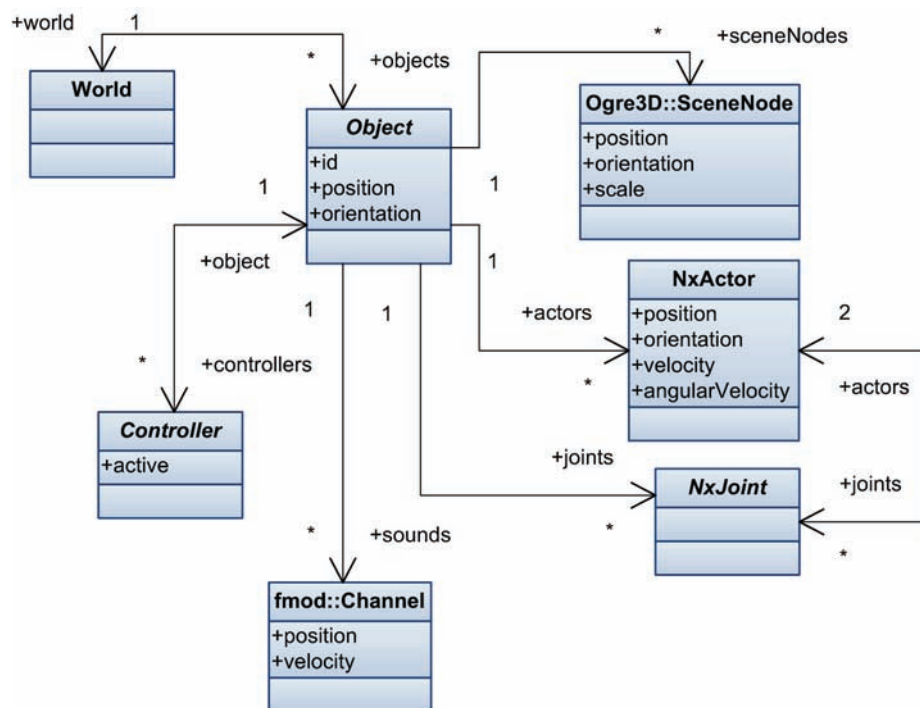 +world
1
*
+objects
*
+sceneNodes
World
Object
+id
+position
+orientation
Ogre3D::SceneNode
+position
+orientation
+scale
1
1
+object
1
+actors
*
NxActor
+position
+orientation
+velocity
+angularVelocity
2
+actors
1
1
*
+controllers
Controller
+active
+joints
*
NxJoint
+joints
*
*
+sounds
fmod::Channel
+position
+velocity